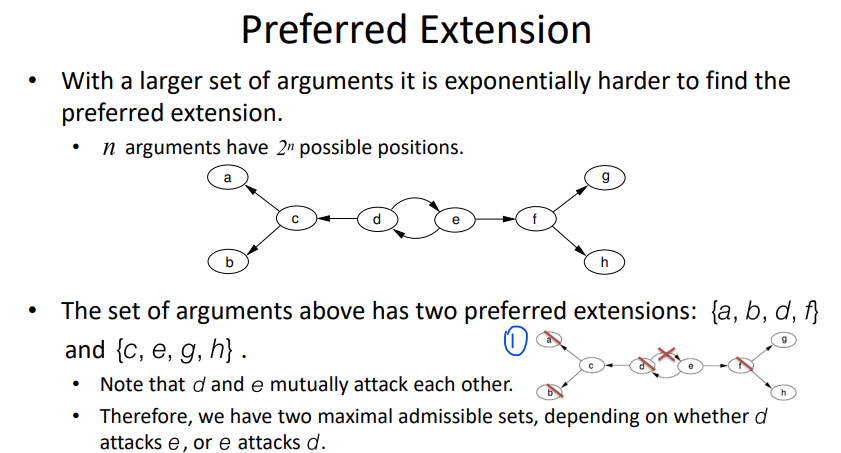 Preferred Extension
• With a larger set of arguments it is exponentially harder to find the
preferred extension.
• n arguments have 2ⁿ possible positions.
a
g
c
d
e
f
b
h
• The set of arguments above has two preferred extensions: {a, b, d, f}
and {c, e, g, h} .
1
a
g
c
d
e
f
b
h
• Note that d and e mutually attack each other.
• Therefore, we have two maximal admissible sets, depending on whether d
attacks e, or e attacks d.